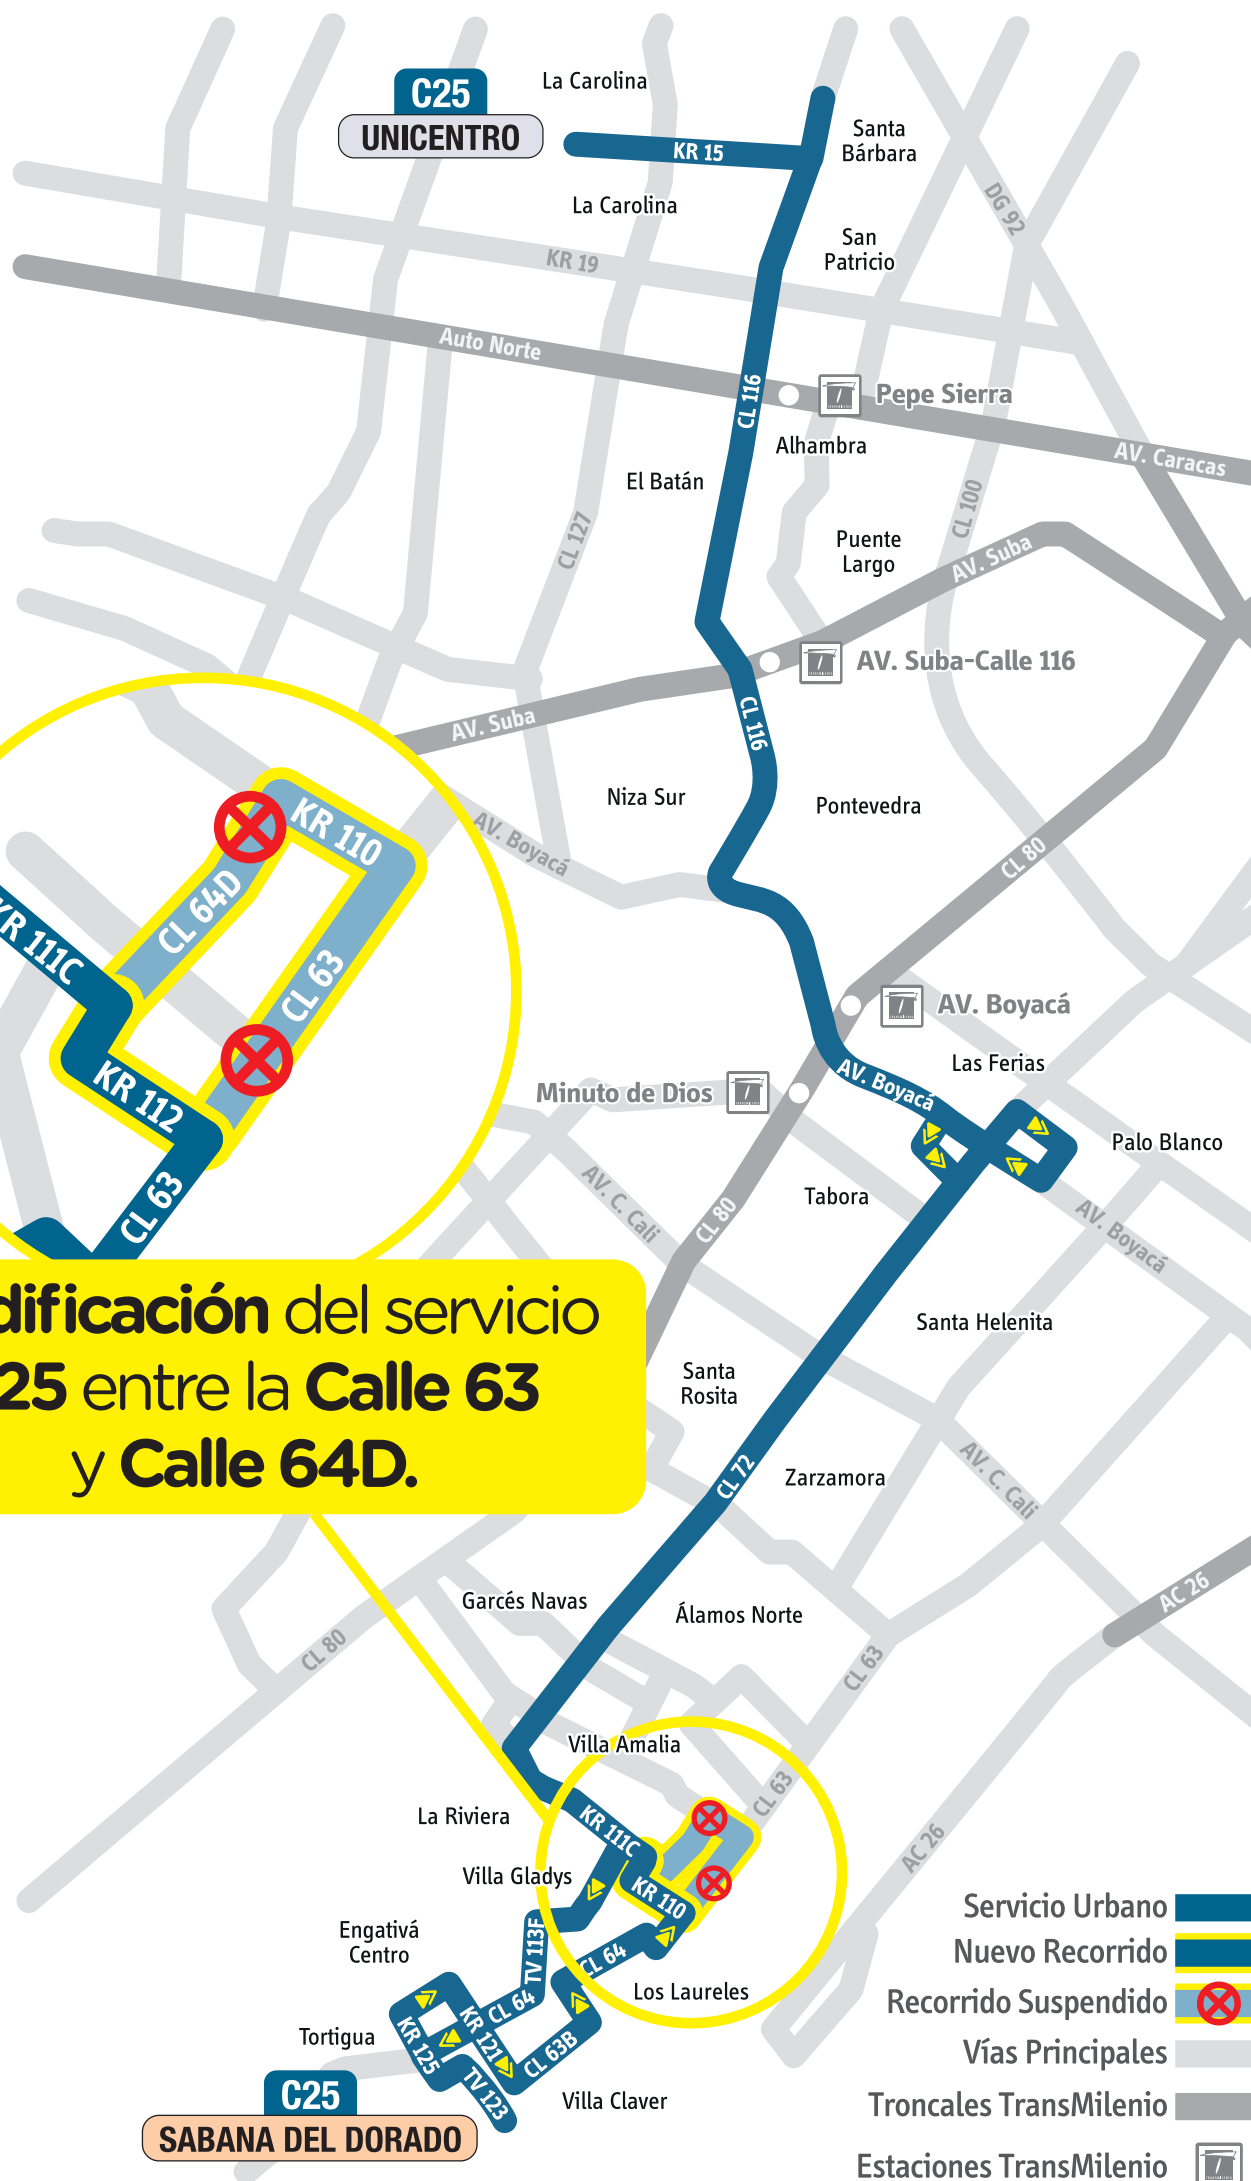 La Carolina
C25
UNICENTRO
Santa
Bárbara
KR 15
La Carolina
DG 92
San
Patricio
KR 19
Auto Norte
CL 116
Pepe Sierra
Alhambra
AV. Caracas
El Batán
CL 127
CL 100
Puente
Largo
AV. Suba
AV. Suba-Calle 116
AV. Suba
CL 116
Niza Sur
Pontevedra
AV. Boyacá
CL 80
KR 110
CL 64D
KR 111C
CL 63
KR 112
CL 63
AV. Boyacá
Las Ferias
AV. Boyacá
Minuto de Dios
Palo Blanco
AV. C. Cali
Tabora
CL 80
AV. Boyacá
dificación del servicio
25 entre la Calle 63
y Calle 64D.
Santa Helenita
Santa
Rosita
CL 72
Zarzamora
AV. C. Cali
Garcés Navas
Álamos Norte
AC 26
CL 80
CL 63
Villa Amalia
CL 63
La Riviera
KR 111C
AC 26
Villa Gladys
KR 110
Engativá
Centro
TV 113F
CL 64
Los Laureles
CL 64
Tortigua
KR 125
KR 121
CL 63B
TV 123
Villa Claver
C25
SABANA DEL DORADO
Servicio Urbano
Nuevo Recorrido
Recorrido Suspendido
Vías Principales
Troncales TransMilenio
Estaciones TransMilenio